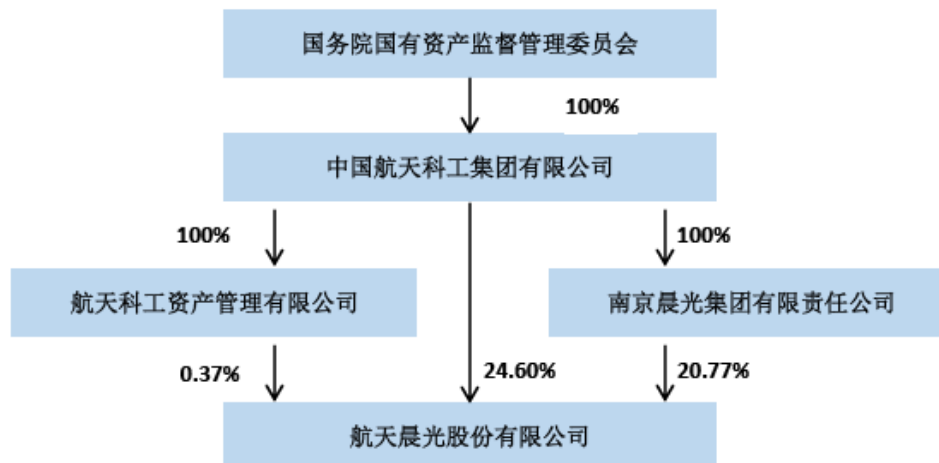 国务院国有资产监督管理委员会
100%
中国航天科工集团有限公司
100%
100%
航天科工资产管理有限公司
南京晨光集团有限责任公司
0.37%
24.60%
20.77%
航天晨光股份有限公司